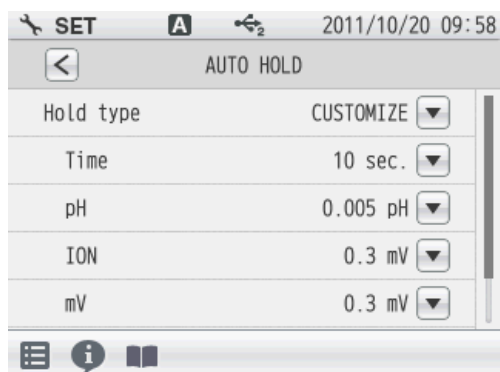 SET A 2 2011/10/20 09:58
< AUTO HOLD
Hold type CUSTOMIZE
Time 10 sec.
pH 0.005 pH
ION 0.3 mV
mV 0.3 mV